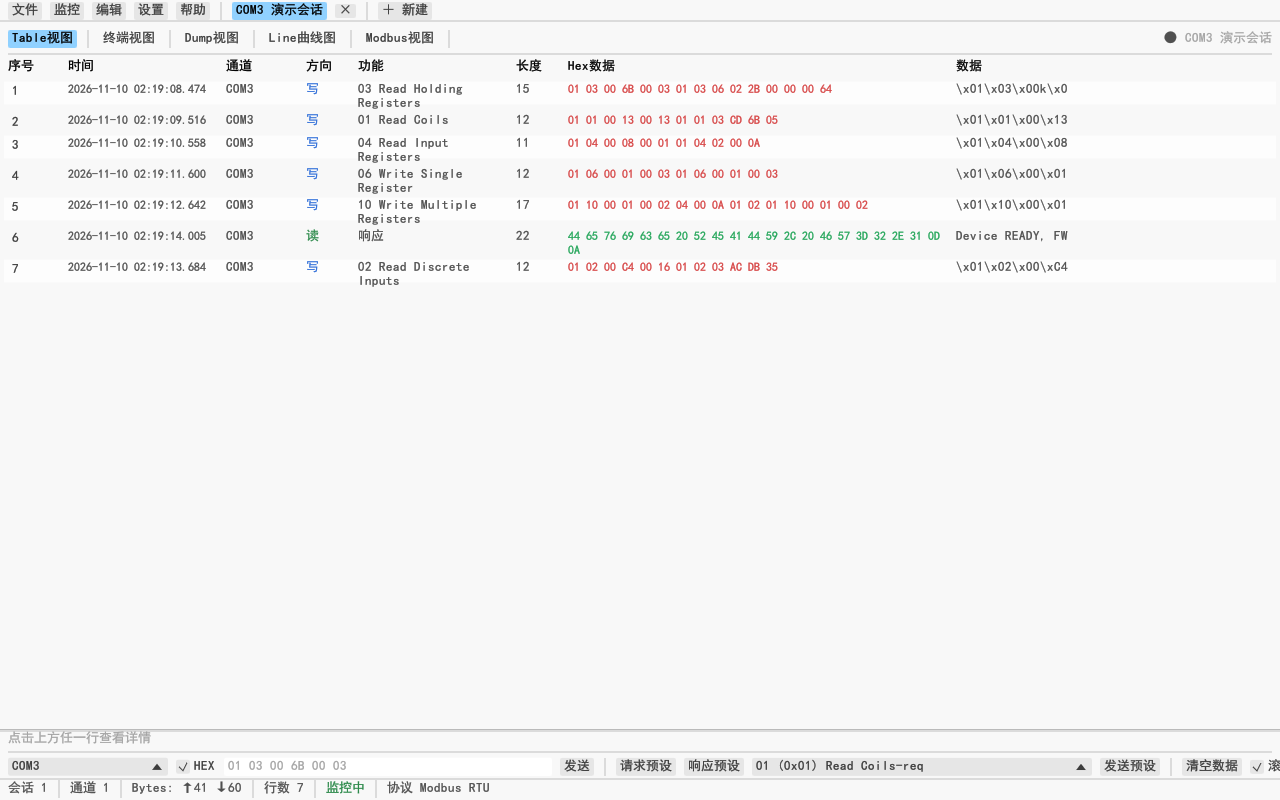 文件 监控 编辑 设置 帮助 COM3 演示会话 × + 新建
Table视图 终端视图 Dump视图 Line曲线图 Modbus视图 ● COM3 演示会话
序号 时间 通道 方向 功能 长度 Hex数据 数据
1 2026-11-10 02:19:08.474 COM3 写 03 Read Holding 15 01 03 00 6B 00 03 01 03 06 02 2B 00 00 00 64 \x01\x03\x00k\x0
Registers
2 2026-11-10 02:19:09.516 COM3 写 01 Read Coils 12 01 01 00 13 00 13 01 01 03 CD 6B 05 \x01\x01\x00\x13
3 2026-11-10 02:19:10.558 COM3 写 04 Read Input 11 01 04 00 08 00 01 01 04 02 00 0A \x01\x04\x00\x08
Registers
4 2026-11-10 02:19:11.600 COM3 写 06 Write Single 12 01 06 00 01 00 03 01 06 00 01 00 03 \x01\x06\x00\x01
Register
5 2026-11-10 02:19:12.642 COM3 写 10 Write Multiple 17 01 10 00 01 00 02 04 00 0A 01 02 01 10 00 01 00 02 \x01\x10\x00\x01
Registers
6 2026-11-10 02:19:14.005 COM3 读 响应 22 44 65 76 69 63 65 20 52 45 41 44 59 2C 20 46 57 3D 32 2E 31 0D Device READY, FW
0A
7 2026-11-10 02:19:13.684 COM3 写 02 Read Discrete 12 01 02 00 C4 00 16 01 02 03 AC DB 35 \x01\x02\x00\xC4
Inputs
点击上方任一行查看详情
COM3 ▲ ✓ HEX 01 03 00 6B 00 03 发送 请求预设 响应预设 01 (0x01) Read Coils-req ▲ 发送预设 清空数据 ✓ 滚
会话 1 通道 1 Bytes: ↑41 ↓60 行数 7 监控中 协议 Modbus RTU